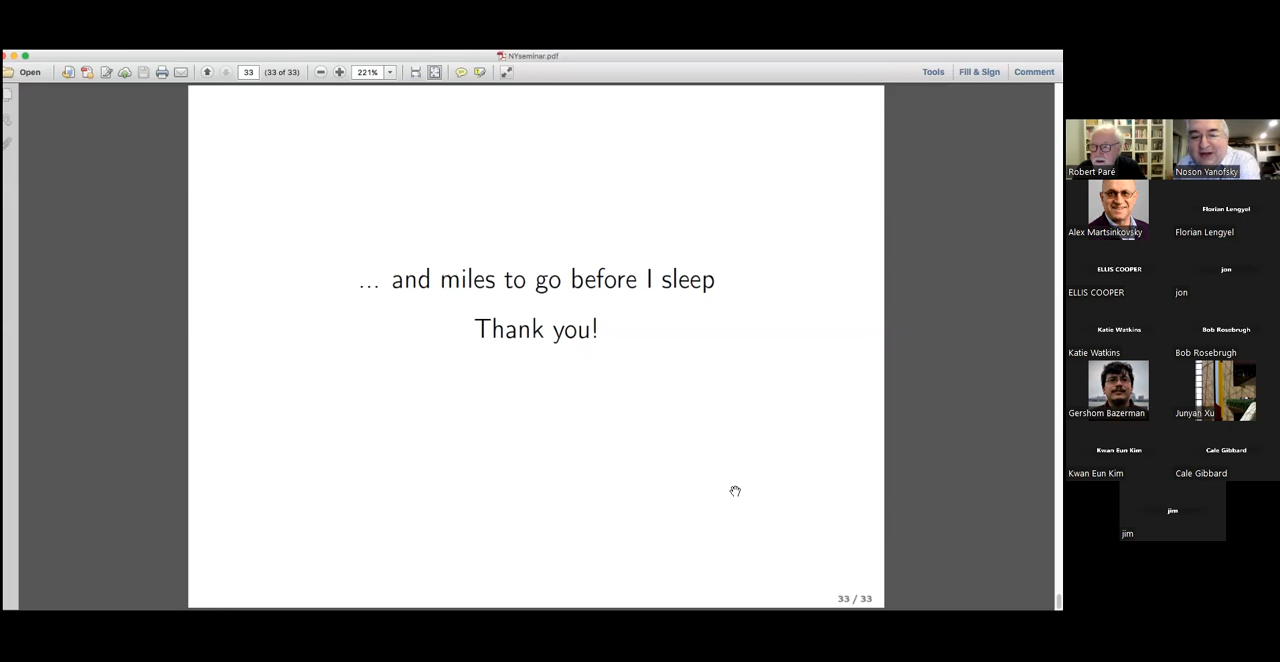 NYseminar.pdf
Open
33
(33 of 33)
221%
Tools
Fill & Sign
Comment
... and miles to go before I sleep
Thank you!
33 / 33
Robert Paré
Noson Yanofsky
Alex Martsinkovsky
Florian Lengyel
Florian Lengyel
ELLIS COOPER
ELLIS COOPER
jon
jon
Katie Watkins
Katie Watkins
Bob Rosebrugh
Bob Rosebrugh
Gershom Bazerman
Junyan Xu
Kwan Eun Kim
Kwan Eun Kim
Cale Gibbard
Cale Gibbard
jim
jim